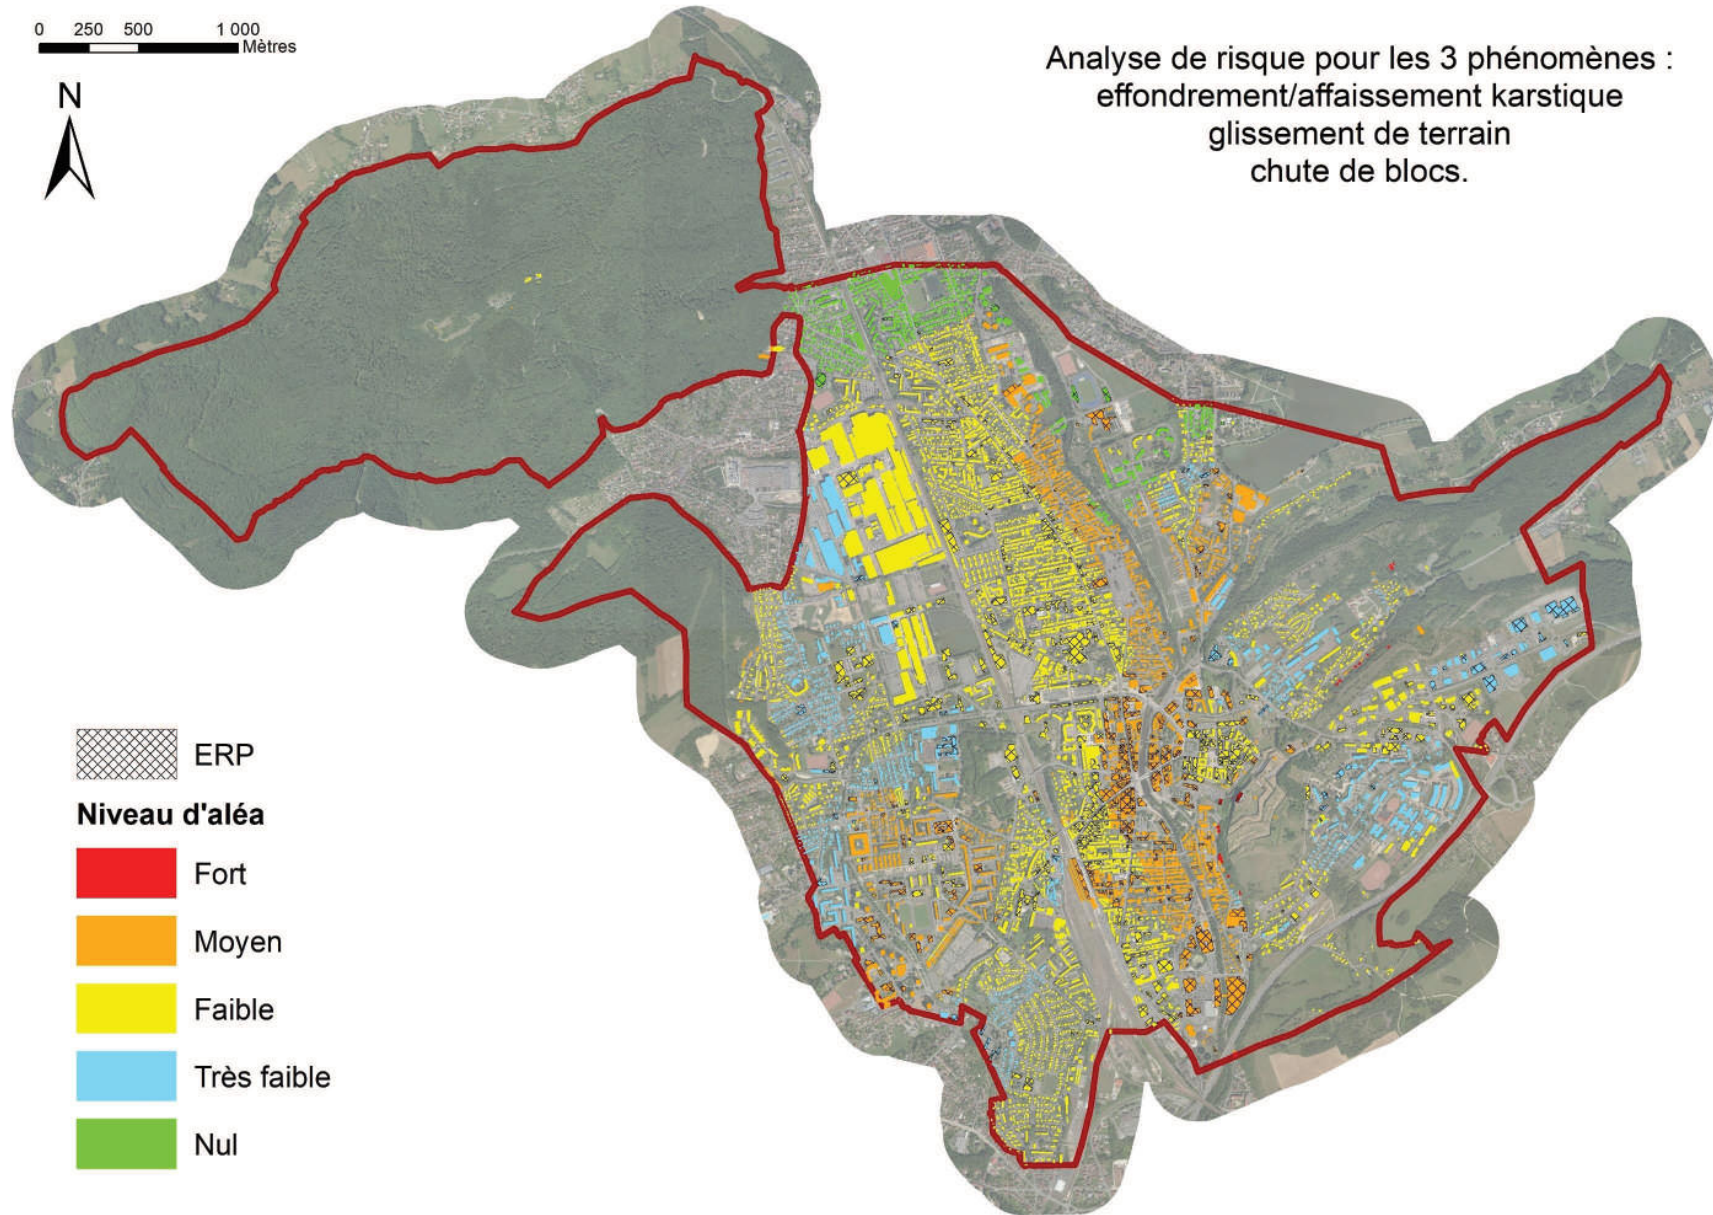 0 250 500 1 000
Mètres
N
Analyse de risque pour les 3 phénomènes :
effondrement/affaissement karstique
glissement de terrain
chute de blocs.
ERP
Niveau d'aléa
Fort
Moyen
Faible
Très faible
Nul